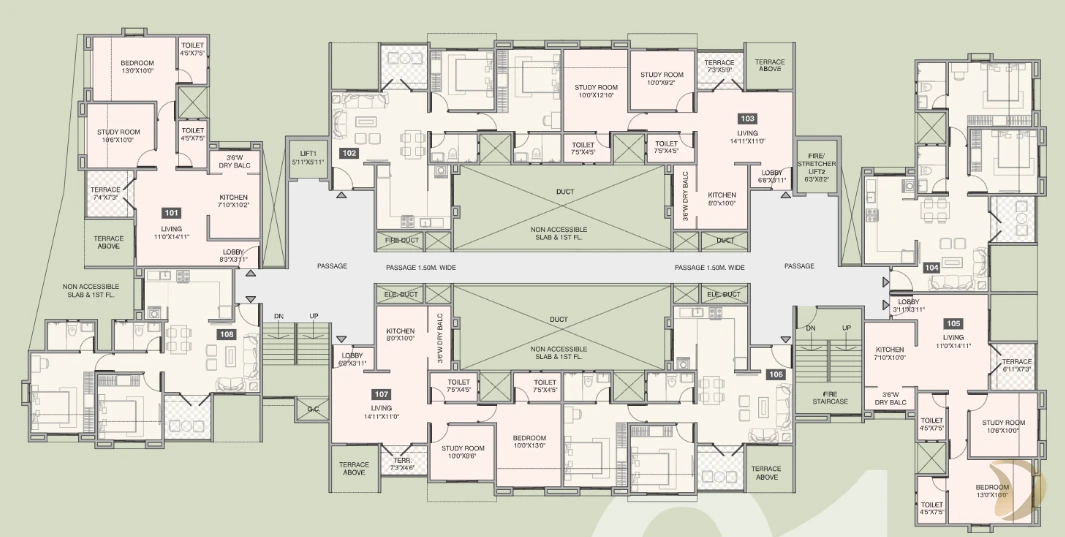 BEDROOM
13'0"X10'0"
TOILET
4'5"X7'5"
STUDY ROOM
10'6"X10'0"
TOILET
4'5"X7'5"
3'6"W
DRY BALC
TERRACE
7'4"X7'3"
KITCHEN
7'10"X10'2"
101
LIVING
11'0"X14'11"
TERRACE
ABOVE
LOBBY
8'3"X3'11"
NON ACCESSIBLE
SLAB & 1ST FL.
108
LIFT1
5'11"X5'11"
102
FIRE DUCT
PASSAGE
PASSAGE 1.50M. WIDE
DN
UP
STUDY ROOM
10'0"X9'2"
TERRACE
7'3"X5'9"
TERRACE
ABOVE
ROOM
10'0"X12'10"
103
LIVING
14'11"X11'0"
TOILET
7'5"X4'5"
TOILET
7'5"X4'5"
LOBBY
6'8"X3'11"
FIRE/
STRETCHER
LIFT2
6'3"X8'2"
DUCT
3'6"W DRY BALC
KITCHEN
8'0"x10'0"
NON ACCESSIBLE
SLAB & 1ST FL.
DUCT
PASSAGE 1.50M. WIDE
PASSAGE
104
ELE. DUCT
ELE. DUCT
DUCT
NON ACCESSIBLE
SLAB & 1ST FL.
KITCHEN
8'0"X10'0"
3'6"W DRY BALC
LOBBY
6'8"X3'11"
107
LIVING
14'11"X11'0"
TOILET
7'5"X4'5"
TOILET
7'5"X4'5"
STUDY ROOM
BEDROOM
10'0"X13'0"
TERRACE
ABOVE
TERR.
7'3"X4'6"
106
TERRACE
ABOVE
DN
UP
FIRE
STAIRCASE
LOBBY
3'11"X3'11"
105
LIVING
11'0"X14'11"
KITCHEN
7'10"X10'0"
TERRACE
6'11"X7'3"
3'6"W
DRY BALC
TOILET
4'5"X7'5"
STUDY ROOM
10'6"X10'0"
BEDROOM
13'0"X10'0"
TOILET
4'5"X7'5"
01